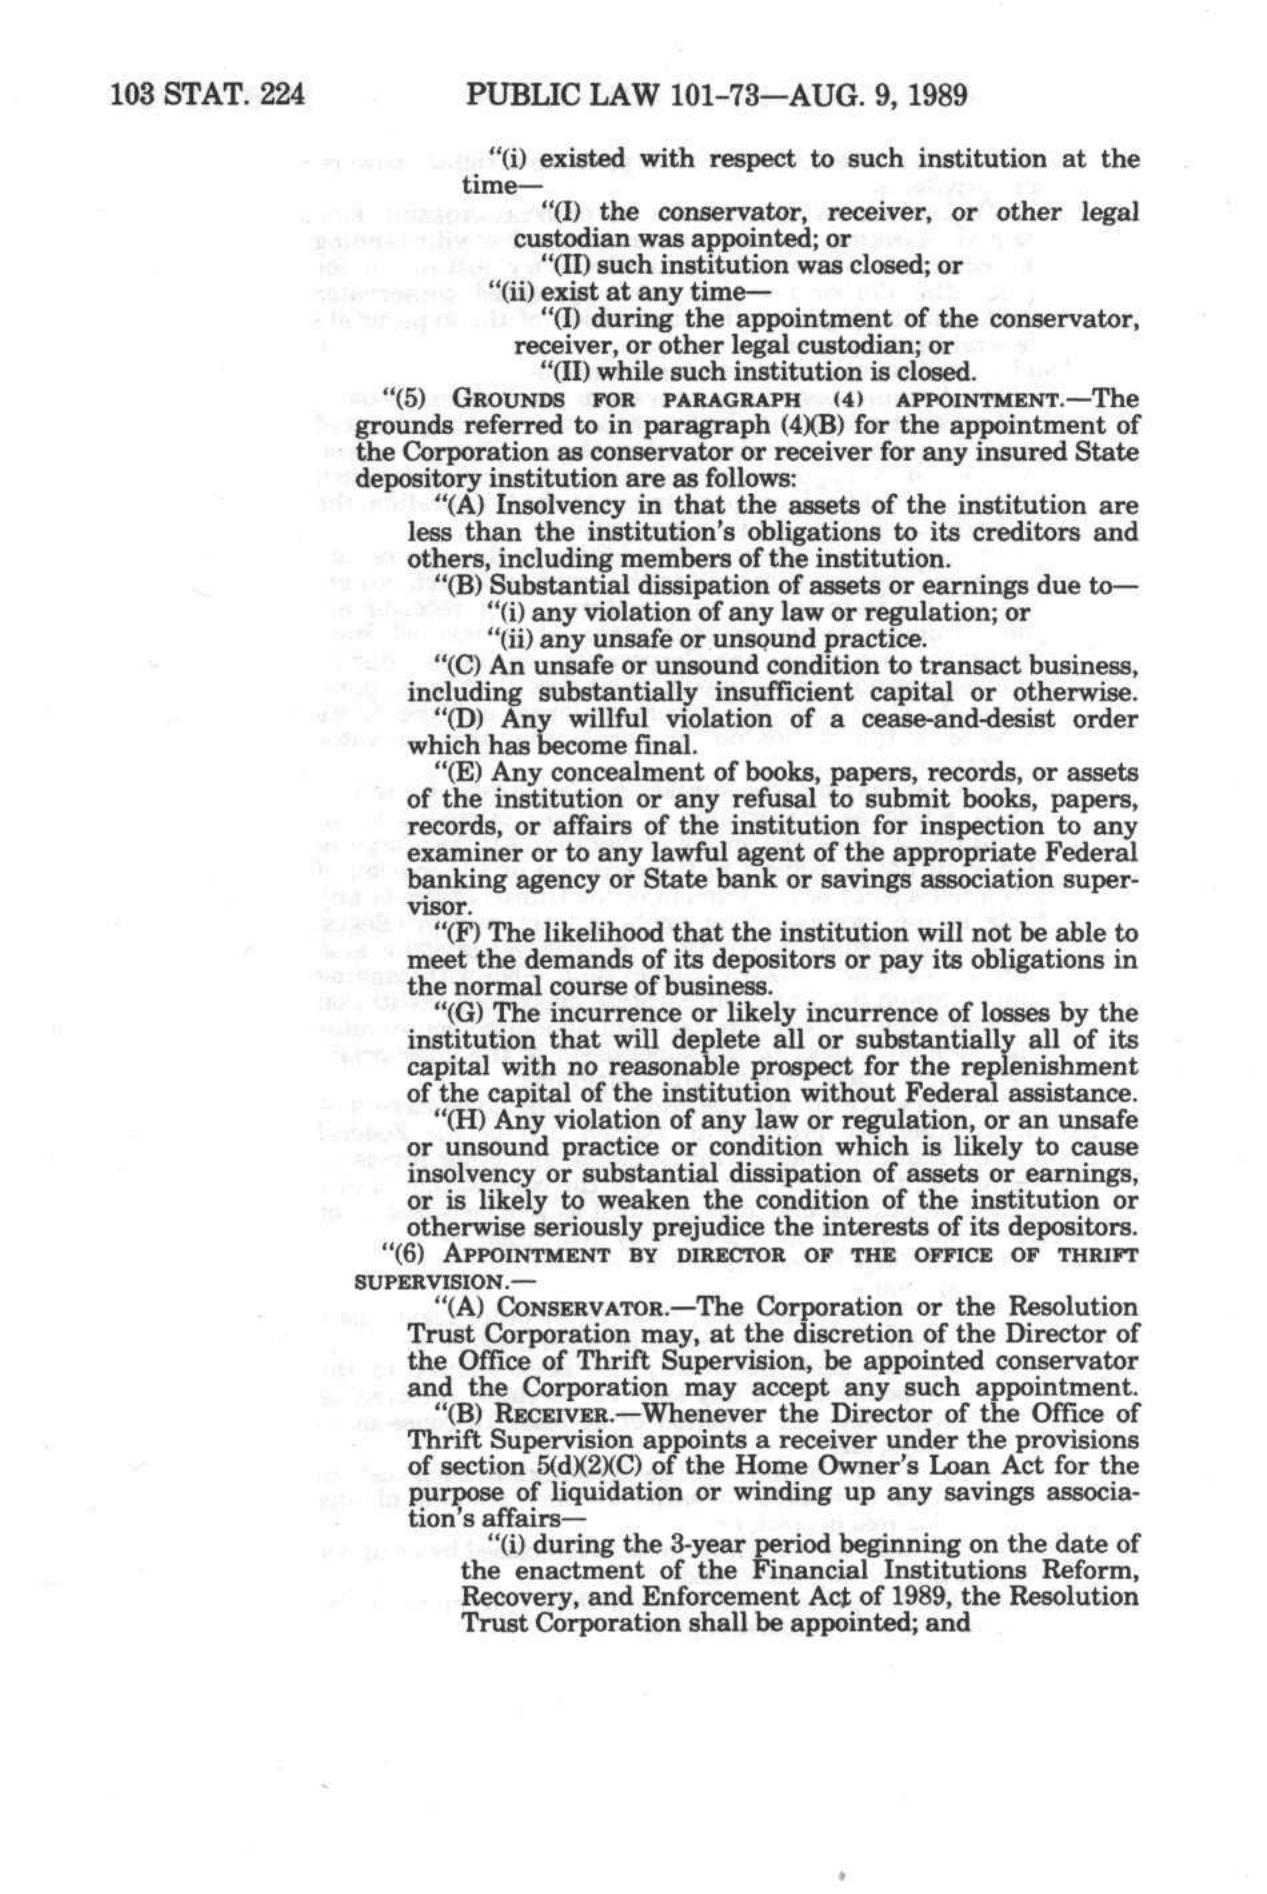 103 STAT. 224 PUBLIC LAW 101-73—AUG. 9, 1989
"(i) existed with respect to such institution at the
time—
"(I) the conservator, receiver, or other legal
custodian was appointed; or
"(II) such institution was closed; or
"(ii) exist at any time—
"(I) during the appointment of the conservator,
receiver, or other legal custodian; or
"(II) while such institution is closed.
"(5) GROUNDS FOR PARAGRAPH (4) APPOINTMENT.—The
grounds referred to in paragraph (4)(B) for the appointment of
the Corporation as conservator or receiver for any insured State
depository institution are as follows:
"(A) Insolvency in that the assets of the institution are
less than the institution's obligations to its creditors and
others, including members of the institution.
"(B) Substantial dissipation of assets or earnings due to—
"(i) any violation of any law or regulation; or
"(ii) any unsafe or unsound practice.
"(C) An unsafe or unsound condition to transact business,
including substantially insufficient capital or otherwise.
"(D) Any willful violation of a cease-and-desist order
which has become final.
"(E) Any concealment of books, papers, records, or assets
of the institution or any refusal to submit books, papers,
records, or affairs of the institution for inspection to any
examiner or to any lawful agent of the appropriate Federal
banking agency or State bank or savings association super-
visor.
"(F) The likelihood that the institution will not be able to
meet the demands of its depositors or pay its obligations in
the normal course of business.
"(G) The incurrence or likely incurrence of losses by the
institution that will deplete all or substantially all of its
capital with no reasonable prospect for the replenishment
of the capital of the institution without Federal assistance.
"(H) Any violation of any law or regulation, or an unsafe
or unsound practice or condition which is likely to cause
insolvency or substantial dissipation of assets or earnings,
or is likely to weaken the condition of the institution or
otherwise seriously prejudice the interests of its depositors.
"(6) APPOINTMENT BY DIRECTOR OF THE OFFICE OF THRIFT
SUPERVISION.—
"(A) CONSERVATOR.—The Corporation or the Resolution
Trust Corporation may, at the discretion of the Director of
the Office of Thrift Supervision, be appointed conservator
and the Corporation may accept any such appointment.
"(B) RECEIVER.—Whenever the Director of the Office of
Thrift Supervision appoints a receiver under the provisions
of section 5(d)(2)(C) of the Home Owner's Loan Act for the
purpose of liquidation or winding up any savings associa-
tion's affairs—
"(i) during the 3-year period beginning on the date of
the enactment of the Financial Institutions Reform,
Recovery, and Enforcement Act of 1989, the Resolution
Trust Corporation shall be appointed; and